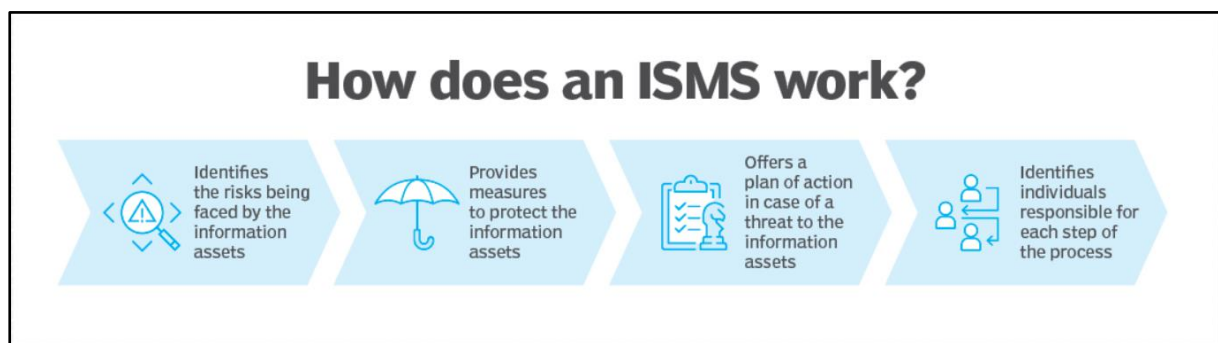 How does an ISMS work?
Identifies
the risks being
faced by the
information
assets
Provides
measures
to protect the
information
assets
Offers a
plan of action
in case of a
threat to the
information
assets
Identifies
individuals
responsible for
each step of
the process